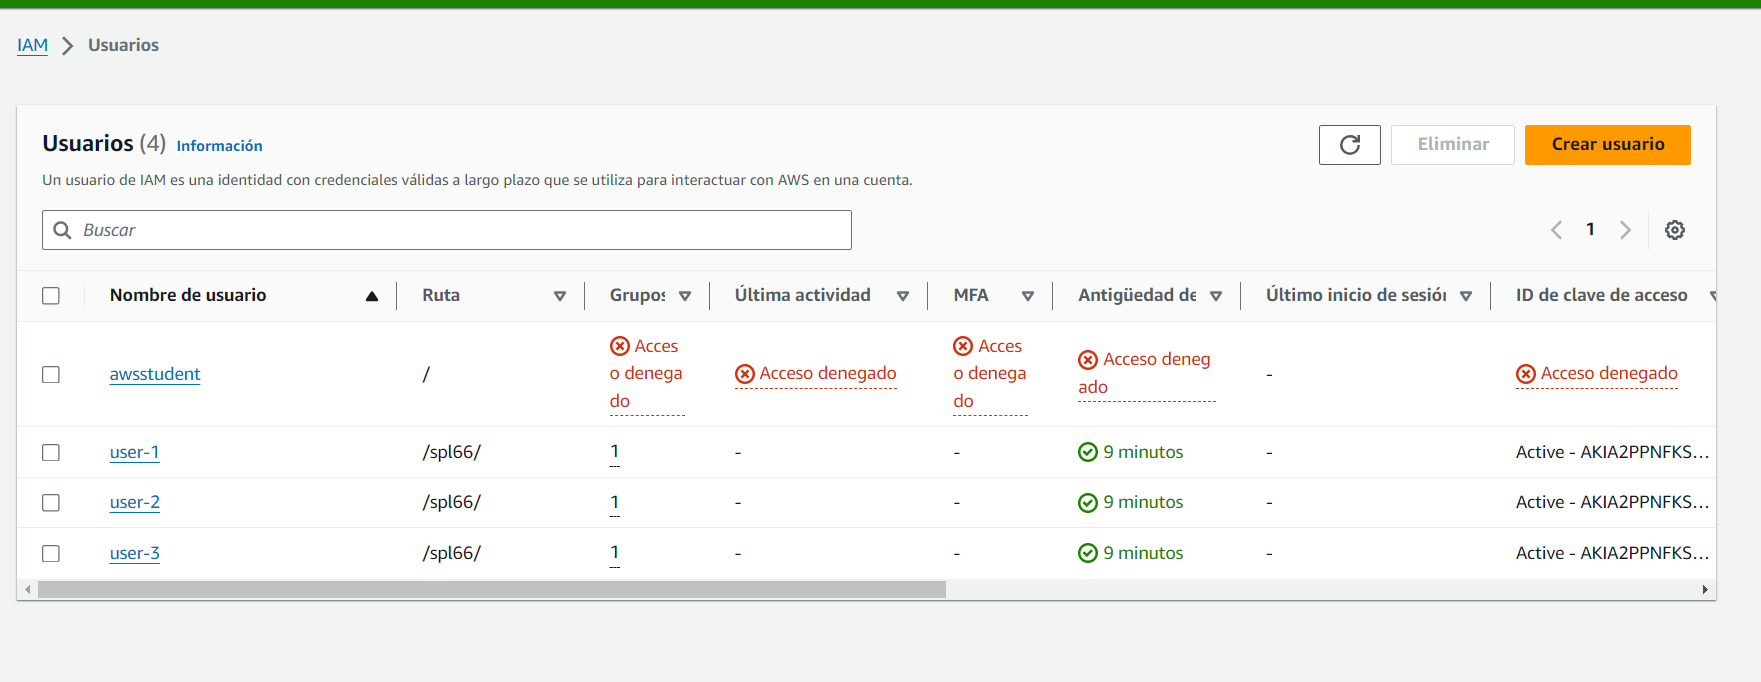 IAM > Usuarios
Usuarios (4) Información
Eliminar
Crear usuario
Un usuario de IAM es una identidad con credenciales válidas a largo plazo que se utiliza para interactuar con AWS en una cuenta.
Buscar
1
Nombre de usuario Ruta Grupos Última actividad MFA Antigüedad de Último inicio de sesión ID de clave de acceso
awsstudent / Acceso denegado Acceso denegado Acceso denegado Acceso denegado - Acceso denegado
user-1 /spl66/ 1 - - 9 minutos - Active - AKIA2PPNFKS...
user-2 /spl66/ 1 - - 9 minutos - Active - AKIA2PPNFKS...
user-3 /spl66/ 1 - - 9 minutos - Active - AKIA2PPNFKS...